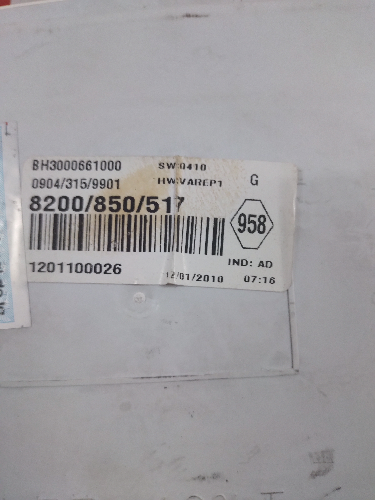 BH3000661000 SW:0410
0904/315/9901 HW:VAREP1 G
8200/850/517
958
IND: AD
1201100026 12/01/2010 07:16